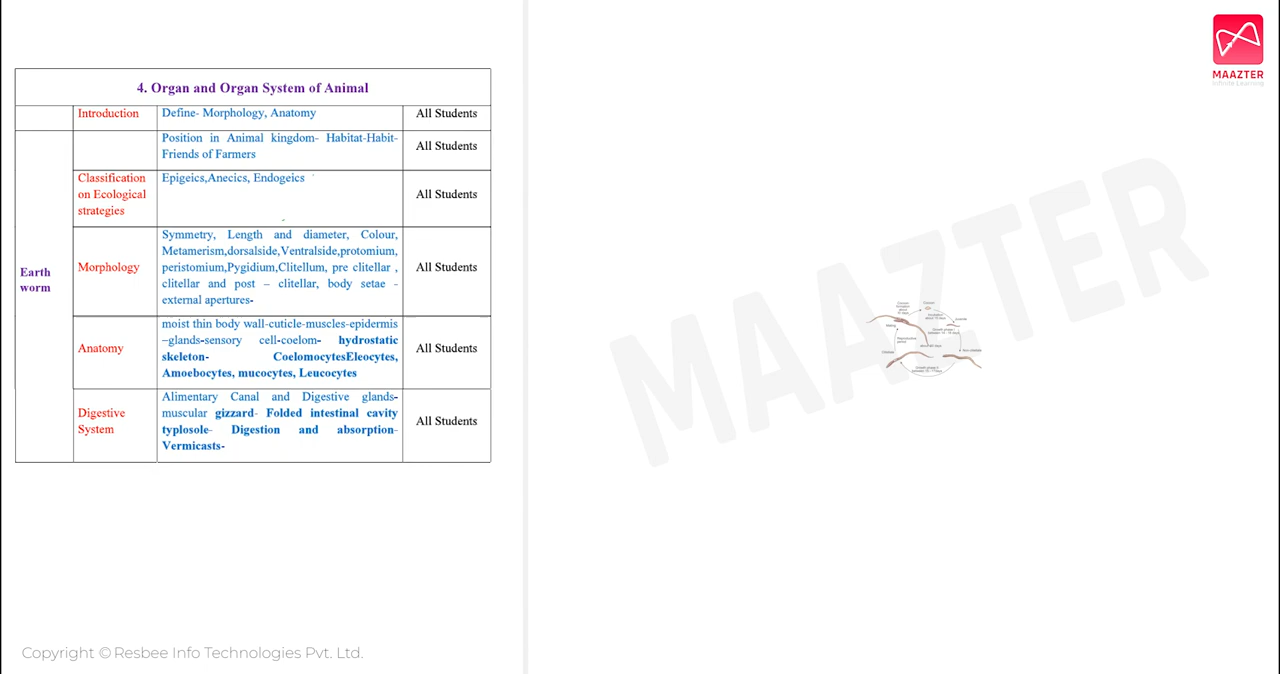 4. Organ and Organ System of Animal
Introduction
Define- Morphology, Anatomy
All Students
Earth
worm
Position in Animal kingdom- Habitat-Habit-
Friends of Farmers
All Students
Classification
on Ecological
strategies
Epigeics,Anecics, Endogeics
All Students
Morphology
Symmetry, Length and diameter, Colour,
Metamerism,dorsalside,Ventralside,protomium,
peristomium,Pygidium,Clitellum, pre clitellar ,
clitellar and post – clitellar, body setae -
external apertures-
All Students
Anatomy
moist thin body wall-cuticle-muscles-epidermis
–glands-sensory cell-coelom- hydrostatic
skeleton- CoelomocytesEleocytes,
Amoebocytes, mucocytes, Leucocytes
All Students
Digestive
System
Alimentary Canal and Digestive glands-
muscular gizzard- Folded intestinal cavity
typlosole- Digestion and absorption-
Vermicasts-
All Students
MAAZTER
Infinite Learning
MAAZTER
Cocoon
Juvenile
Copyright © Resbee Info Technologies Pvt. Ltd.